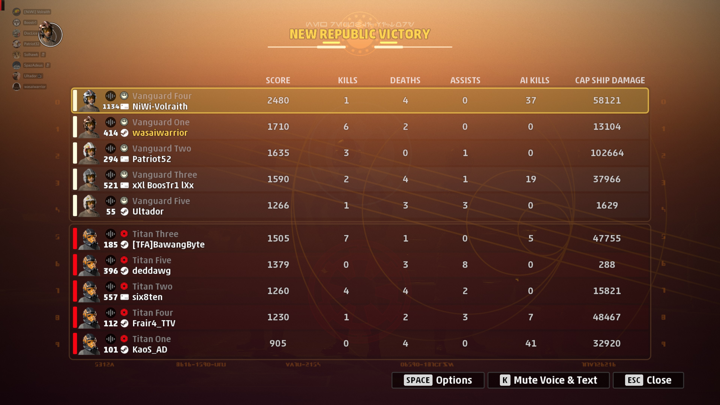 NEW REPUBLIC VICTORY
SCORE KILLS DEATHS ASSISTS AI KILLS CAP SHIP DAMAGE
Vanguard Four
1134 NiWi-Volraith 2480 1 4 0 37 58121
Vanguard One
414 wasaiwarrior 1710 6 2 0 0 13104
Vanguard Two
294 Patriot52 1635 3 0 1 0 102664
Vanguard Three
521 xXl BoosTr1 lXx 1590 2 4 1 19 37966
Vanguard Five
55 Ultador 1266 1 3 3 0 1629
Titan Three
185 [TFA]BawangByte 1505 7 1 0 5 47755
Titan Five
396 deddawg 1379 0 3 8 0 288
Titan Two
557 six8ten 1260 4 4 2 0 15821
Titan Four
112 Frair4_TTV 1230 1 2 3 7 48467
Titan One
101 KaoS_AD 905 0 4 0 41 32920
SPACE Options K Mute Voice & Text ESC Close